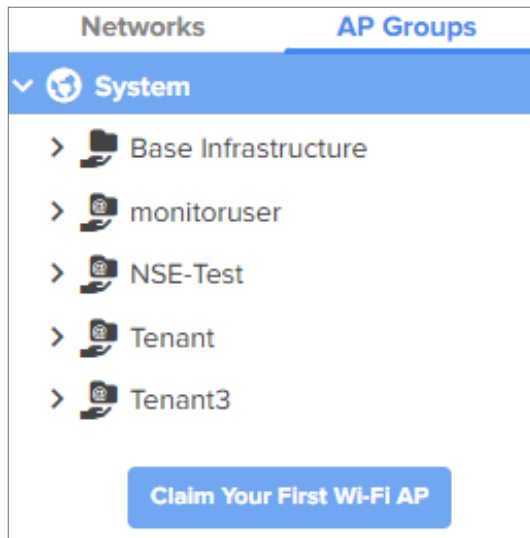 Networks AP Groups
System
Base Infrastructure
monitoruser
NSE-Test
Tenant
Tenant3
Claim Your First Wi-Fi AP